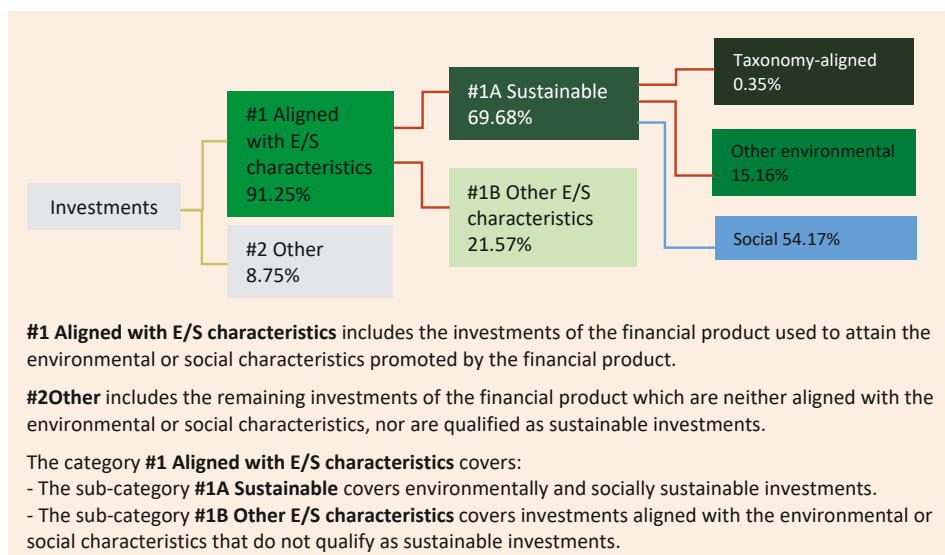 Investments
#1 Aligned
with E/S
characteristics
91.25%
#2 Other
8.75%
#1A Sustainable
69.68%
#1B Other E/S
characteristics
21.57%
Taxonomy-aligned
0.35%
Other environmental
15.16%
Social 54.17%
#1 Aligned with E/S characteristics includes the investments of the financial product used to attain the
environmental or social characteristics promoted by the financial product.
#2Other includes the remaining investments of the financial product which are neither aligned with the
environmental or social characteristics, nor are qualified as sustainable investments.
The category #1 Aligned with E/S characteristics covers:
- The sub-category #1A Sustainable covers environmentally and socially sustainable investments.
- The sub-category #1B Other E/S characteristics covers investments aligned with the environmental or
social characteristics that do not qualify as sustainable investments.